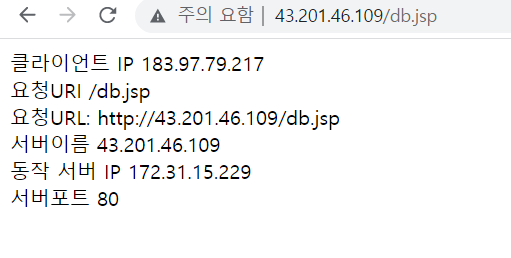 주의 요함 | 43.201.46.109/db.jsp
클라이언트 IP 183.97.79.217
요청URI /db.jsp
요청URL: http://43.201.46.109/db.jsp
서버이름 43.201.46.109
동작 서버 IP 172.31.15.229
서버포트 80